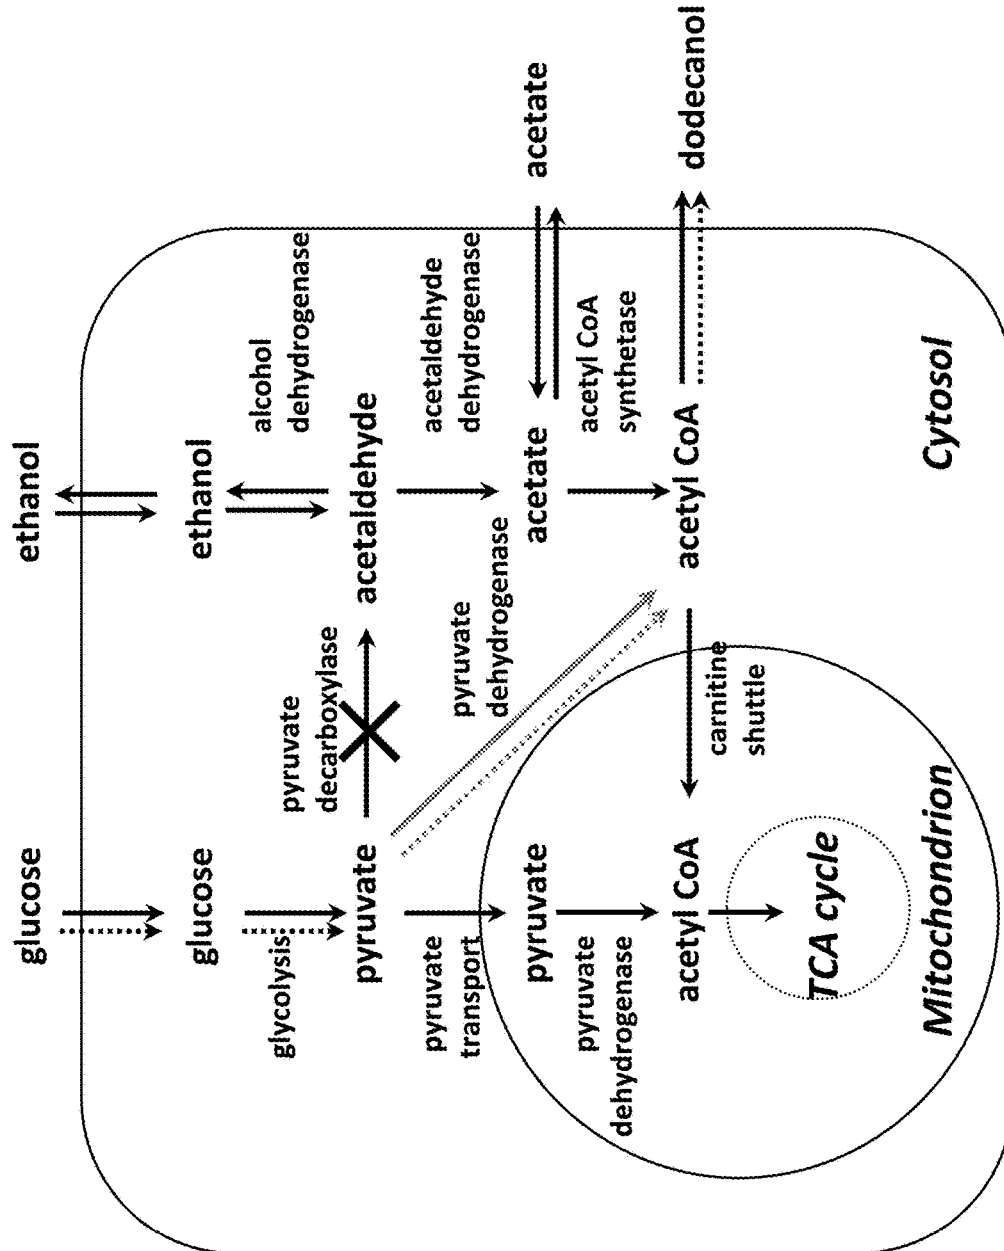 glucose
glucose
glycolysis
pyruvate
pyruvate
transport
pyruvate
pyruvate
dehydrogenase
acetyl CoA
TCA cycle
Mitochondrion
pyruvate
decarboxylase
pyruvate
dehydrogenase
carnitine
shuttle
ethanol
ethanol
alcohol
dehydrogenase
acetaldehyde
acetaldehyde
dehydrogenase
acetate
acetate
acetyl CoA
synthetase
acetyl CoA
dodecanol
Cytosol